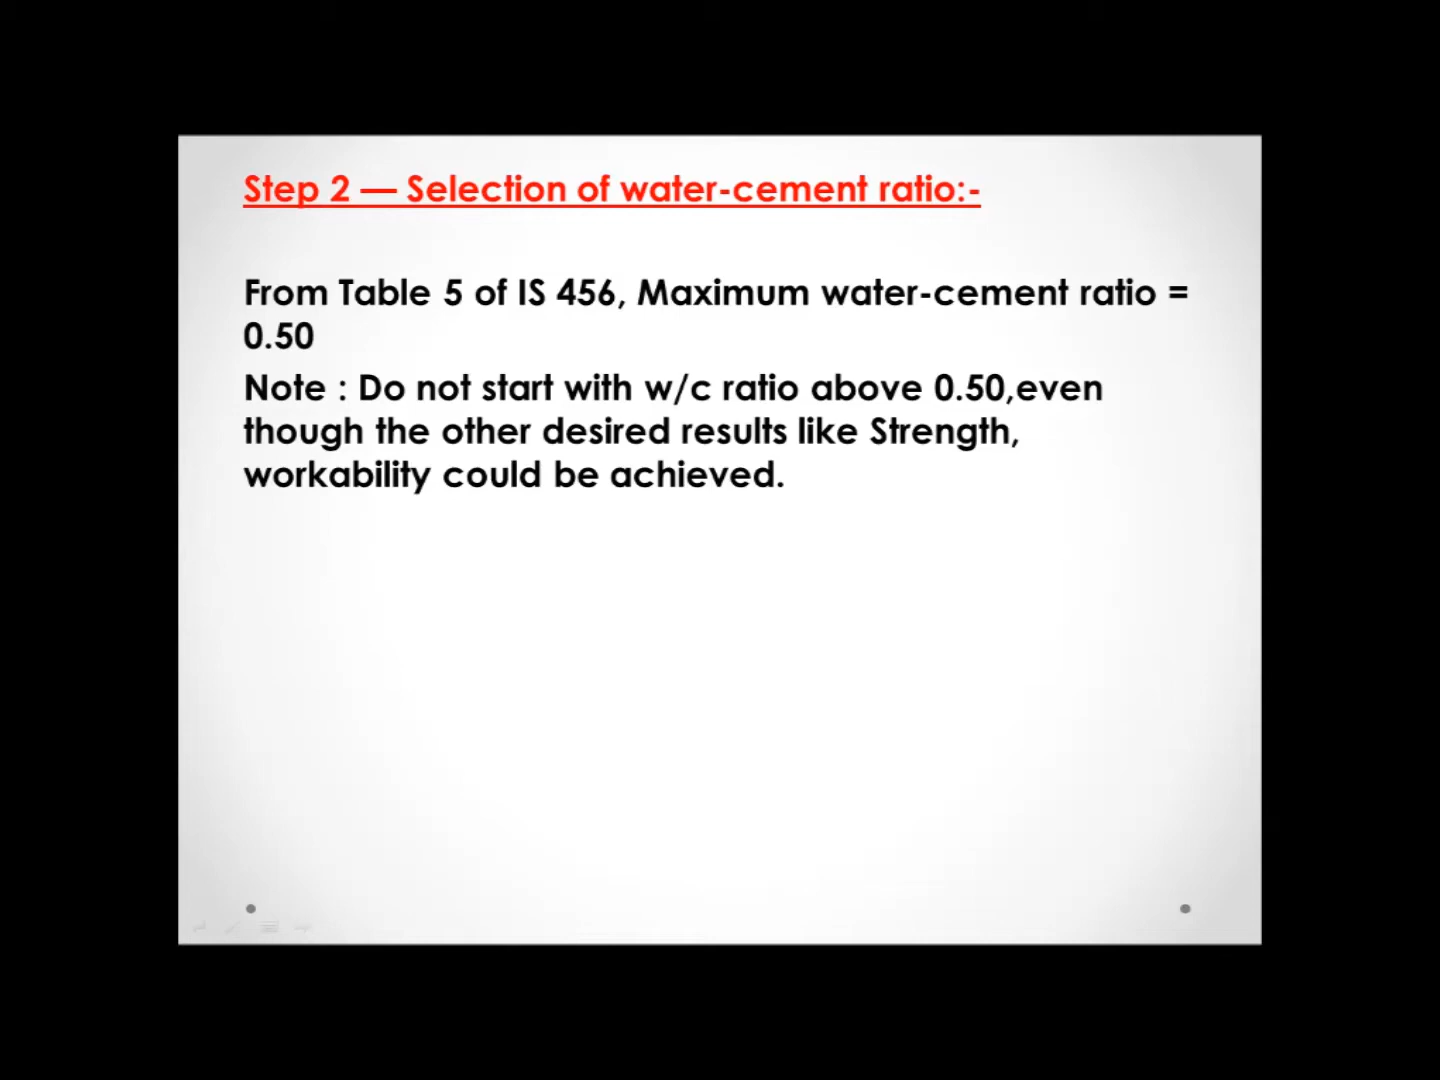 Step 2 — Selection of water-cement ratio:-
From Table 5 of IS 456, Maximum water-cement ratio =
0.50
Note : Do not start with w/c ratio above 0.50,even
though the other desired results like Strength,
workability could be achieved.